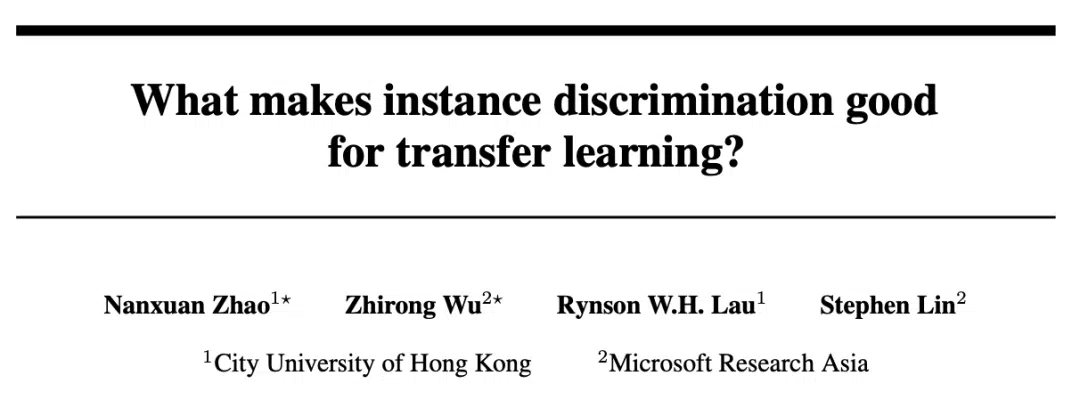 What makes instance discrimination good
for transfer learning?
Nanxuan Zhao¹⋆ Zhirong Wu²⋆ Rynson W.H. Lau¹ Stephen Lin²
¹City University of Hong Kong ²Microsoft Research Asia